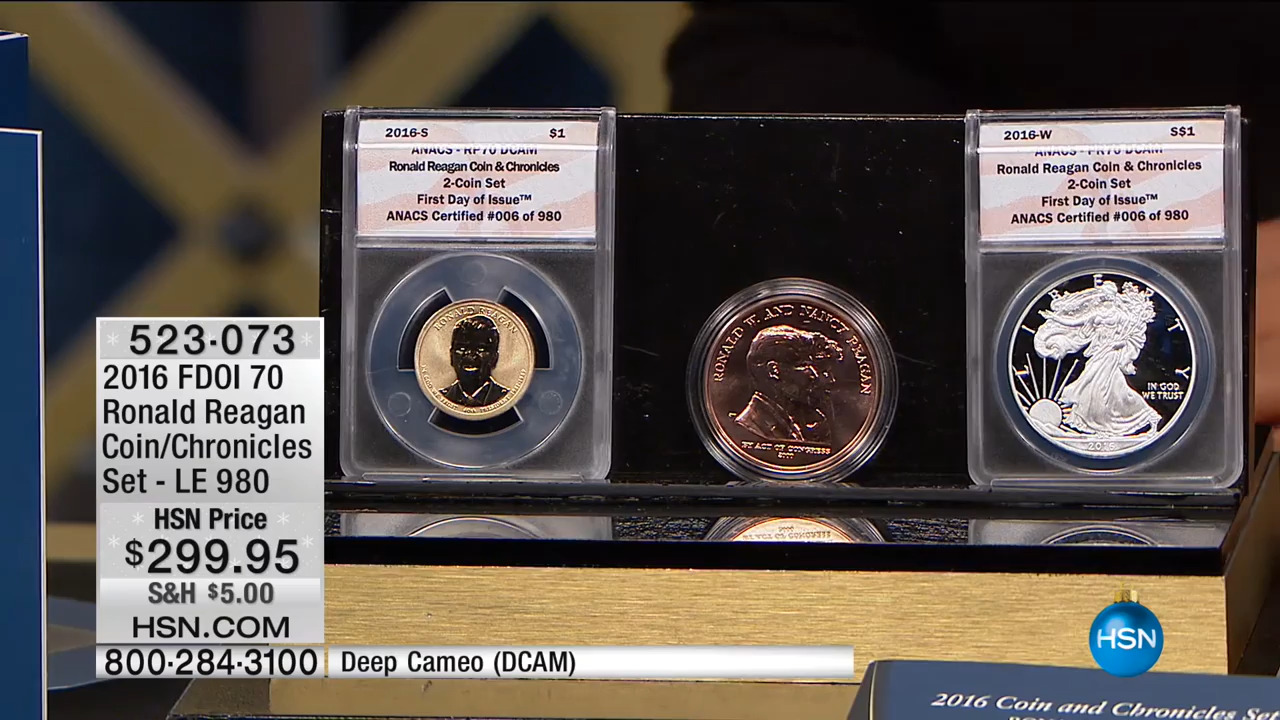 2016-S $1
ANACS - RP70 DCAM
Ronald Reagan Coin & Chronicles
2-Coin Set
First Day of Issue™
ANACS Certified #006 of 980
RONALD REAGAN
RONALD W. AND NANCY REAGAN
BY ACT OF CONGRESS
2000
2016-W S$1
ANACS - PR70 DCAM
Ronald Reagan Coin & Chronicles
2-Coin Set
First Day of Issue™
ANACS Certified #006 of 980
LIBERTY
IN GOD
WE TRUST
2016
523·073
2016 FDOI 70
Ronald Reagan
Coin/Chronicles
Set - LE 980
HSN Price
$299.95
S&H $5.00
HSN.COM
800·284·3100
Deep Cameo (DCAM)
HSN
2016 Coin and Chronicles Set